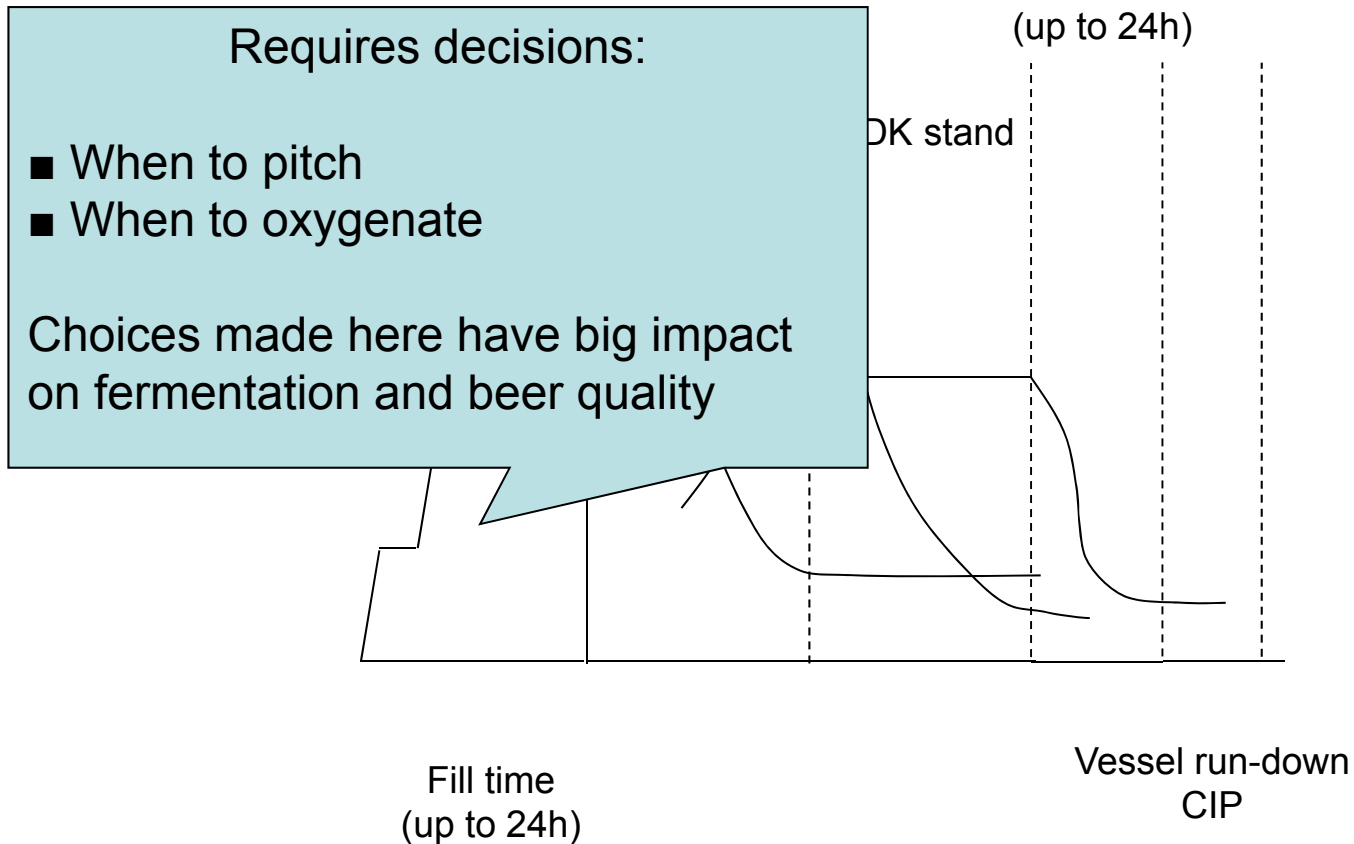 Requires decisions:
■ When to pitch
■ When to oxygenate
Choices made here have big impact
on fermentation and beer quality
(up to 24h)
DK stand
Fill time
(up to 24h)
Vessel run-down
CIP